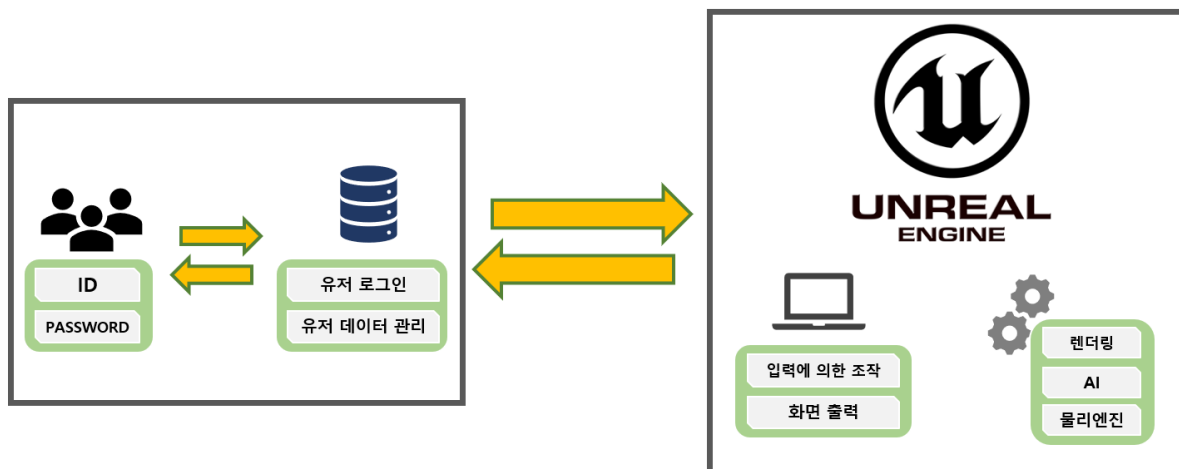 ID
PASSWORD
유저 로그인
유저 데이터 관리
UNREAL
ENGINE
입력에 의한 조작
화면 출력
렌더링
AI
물리엔진